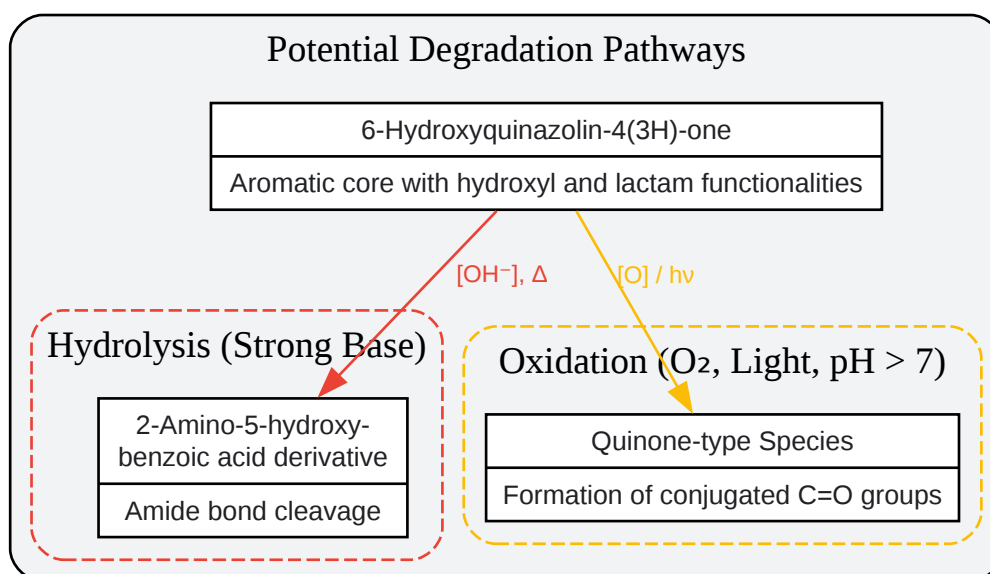 Potential Degradation Pathways
6-Hydroxyquinazolin-4(3H)-one
Aromatic core with hydroxyl and lactam functionalities
[OH⁻], Δ
[O] / hν
Hydrolysis (Strong Base)
2-Amino-5-hydroxy-
benzoic acid derivative
Amide bond cleavage
Oxidation (O₂, Light, pH > 7)
Quinone-type Species
Formation of conjugated C=O groups